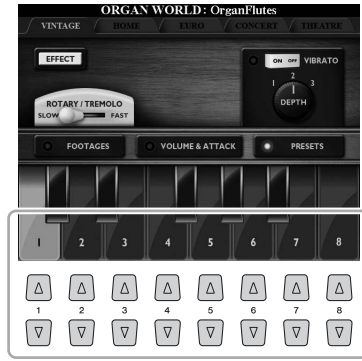 ORGAN WORLD: OrganFlutes
VINTAGE HOME EURO CONCERT THEATRE
EFFECT
ON OFF VIBRATO
1 2 3
DEPTH
ROTARY / TREMOLO
SLOW FAST
FOOTAGES VOLUME & ATTACK PRESETS
1 2 3 4 5 6 7 8
1 2 3 4 5 6 7 8